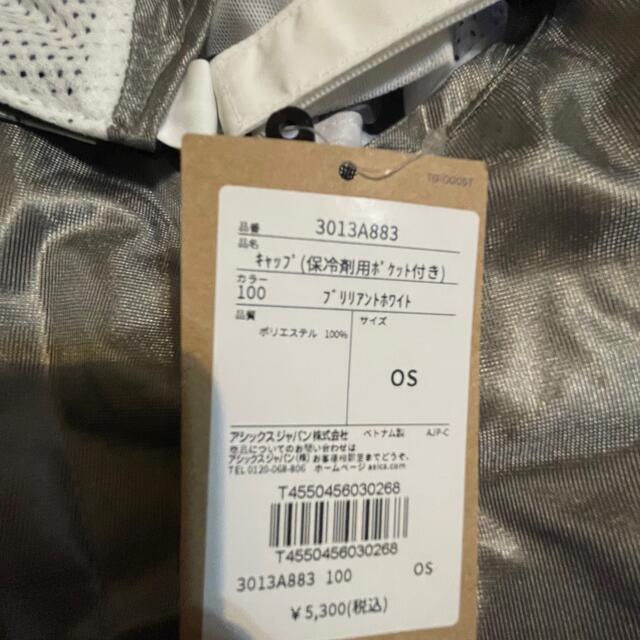 TG-000ST
品番 3013A883
品名
ｷｬｯﾌﾟ(保冷剤用ﾎﾟｹｯﾄ付き)
カラー
100 ﾌﾞﾘﾘｱﾝﾄﾎﾜｲﾄ
品質 サイズ
ポリエステル 100%
OS
アシックスジャパン株式会社 ベトナム製 AJP-C
商品についてのお問い合わせは
アシックスジャパン(株)お客様相談室までどうぞ。
TEL 0120-068-806 ホームページ asics.com
T4550456030268
T4550456030268
3013A883 100 OS
￥5,300(税込)